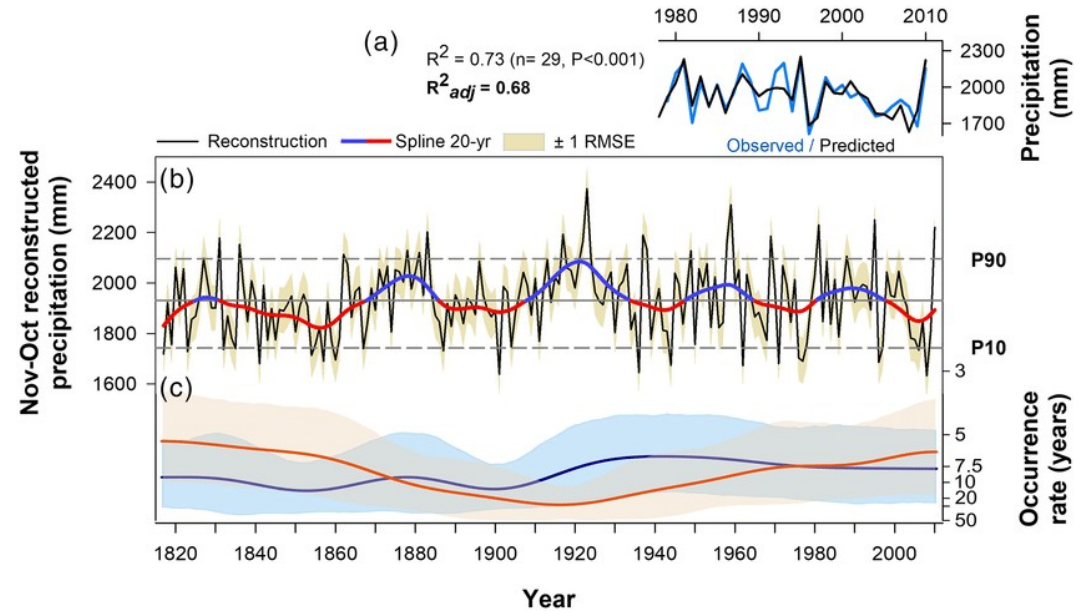 1980 1990 2000 2010
(a)
R² = 0.73 (n= 29, P<0.001)
R²adj = 0.68
2300
2000
1700
Precipitation
(mm)
Observed / Predicted
Reconstruction Spline 20-yr ± 1 RMSE
(b)
Nov-Oct reconstructed
precipitation (mm)
2400
2200
2000
1800
1600
P90
P10
(c)
3
5
7.5
10
20
50
Occurrence
rate (years)
1820 1840 1860 1880 1900 1920 1940 1960 1980 2000
Year